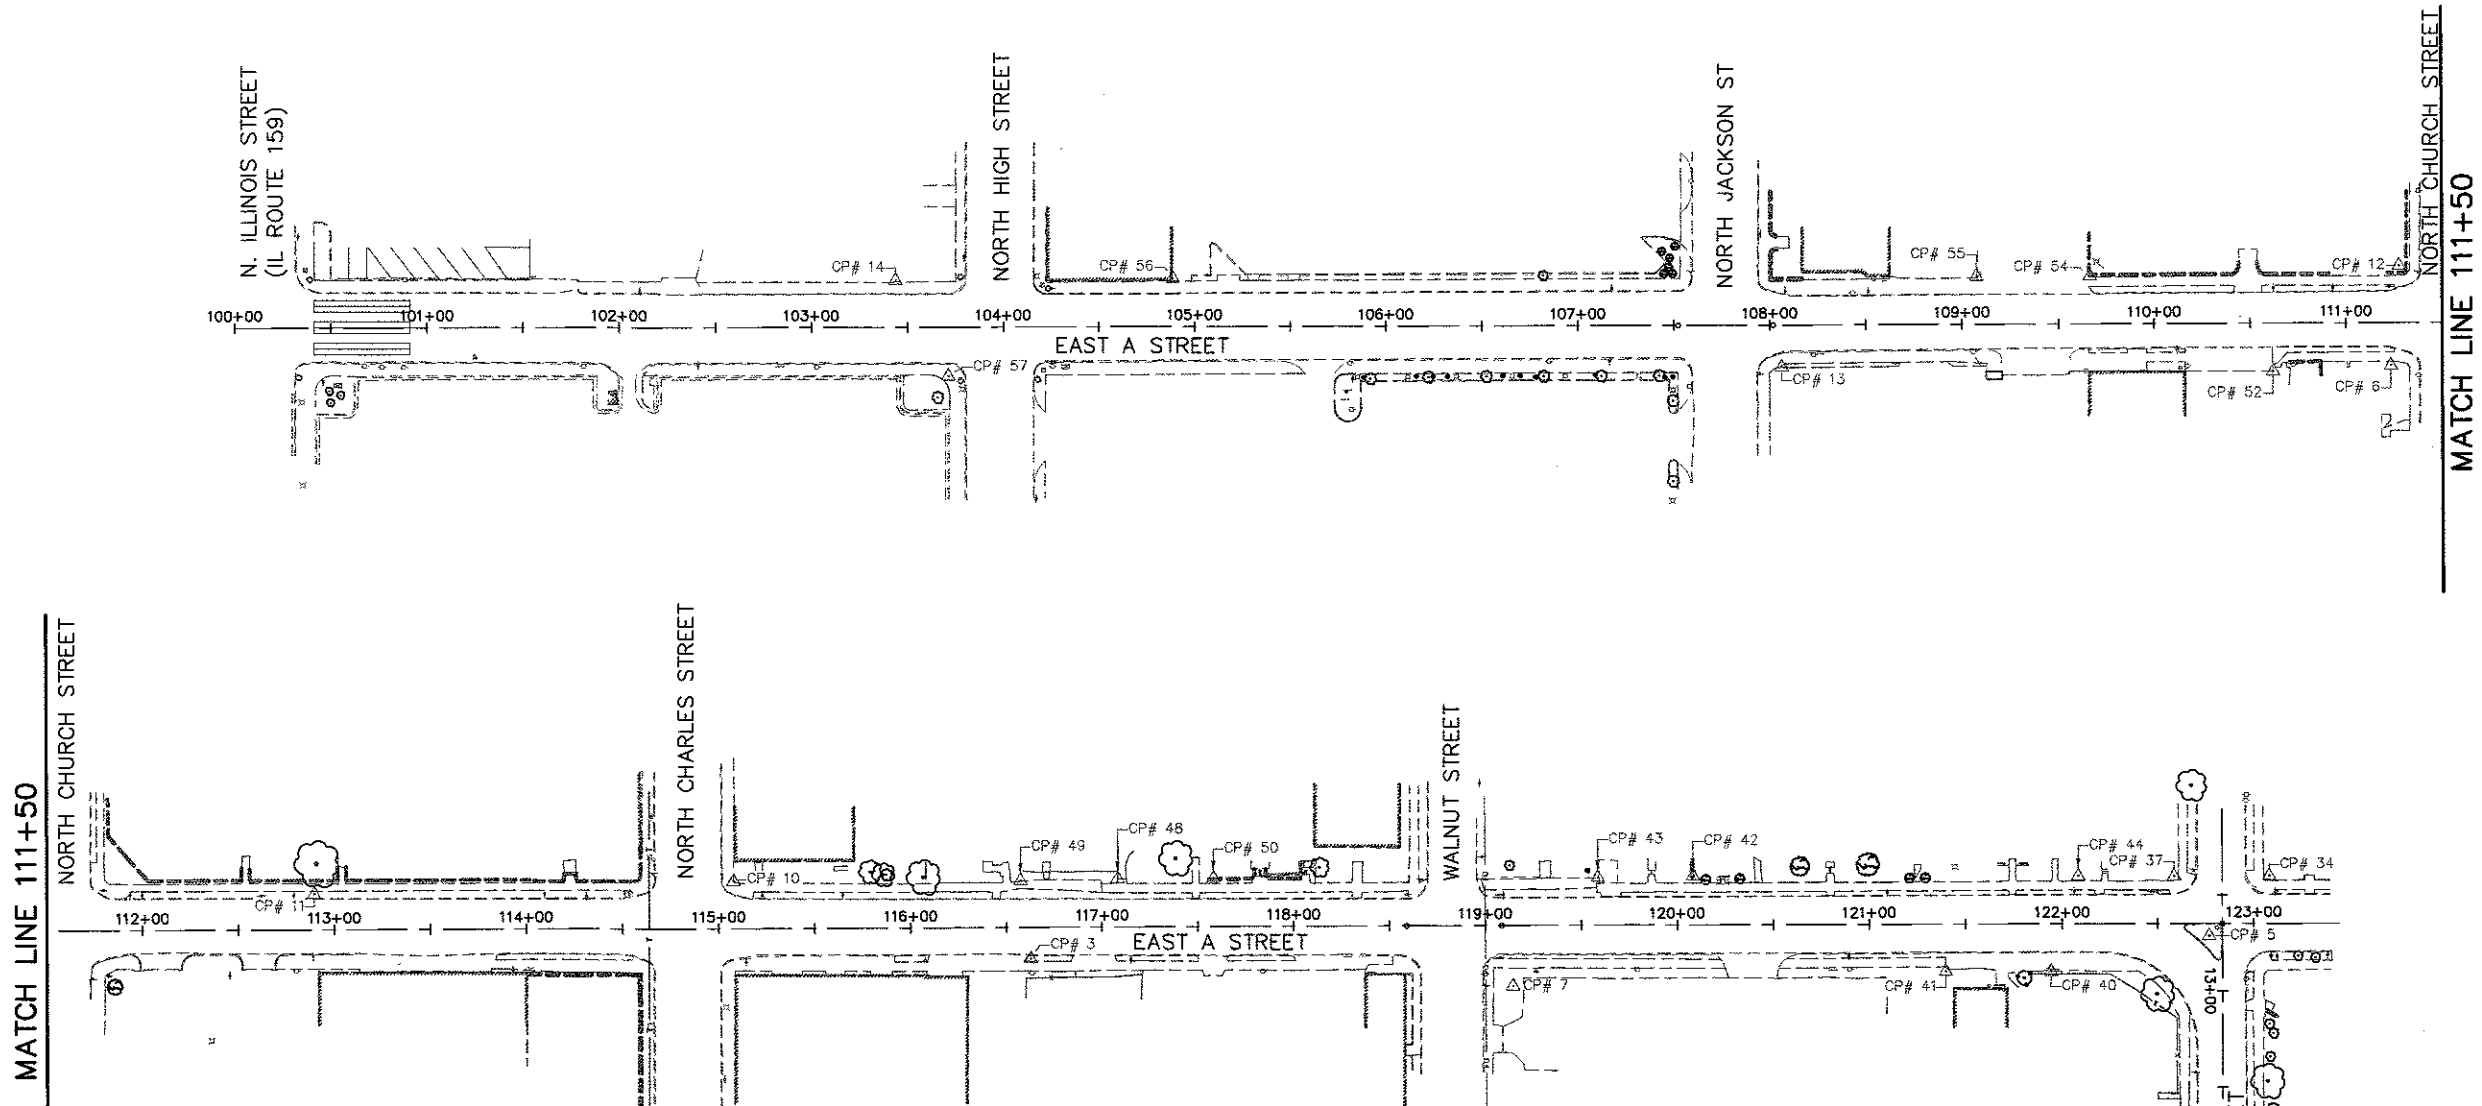 N. ILLINOIS STREET
(IL ROUTE 159)
NORTH HIGH STREET
NORTH JACKSON ST
NORTH CHURCH STREET
MATCH LINE 111+50
CP# 14
CP# 56
CP# 55
CP# 54
CP# 12
100+00
101+00
102+00
103+00
104+00
105+00
106+00
107+00
108+00
109+00
110+00
111+00
EAST A STREET
CP# 57
CP# 13
CP# 52
CP# 6
MATCH LINE 111+50
NORTH CHURCH STREET
NORTH CHARLES STREET
WALNUT STREET
CP# 11
CP# 10
CP# 49
CP# 48
CP# 50
CP# 43
CP# 42
CP# 44
CP# 37
CP# 34
112+00
113+00
114+00
115+00
116+00
117+00
118+00
119+00
120+00
121+00
122+00
123+00
CP# 3
EAST A STREET
CP# 5
CP# 7
CP# 41
CP# 40
13+00